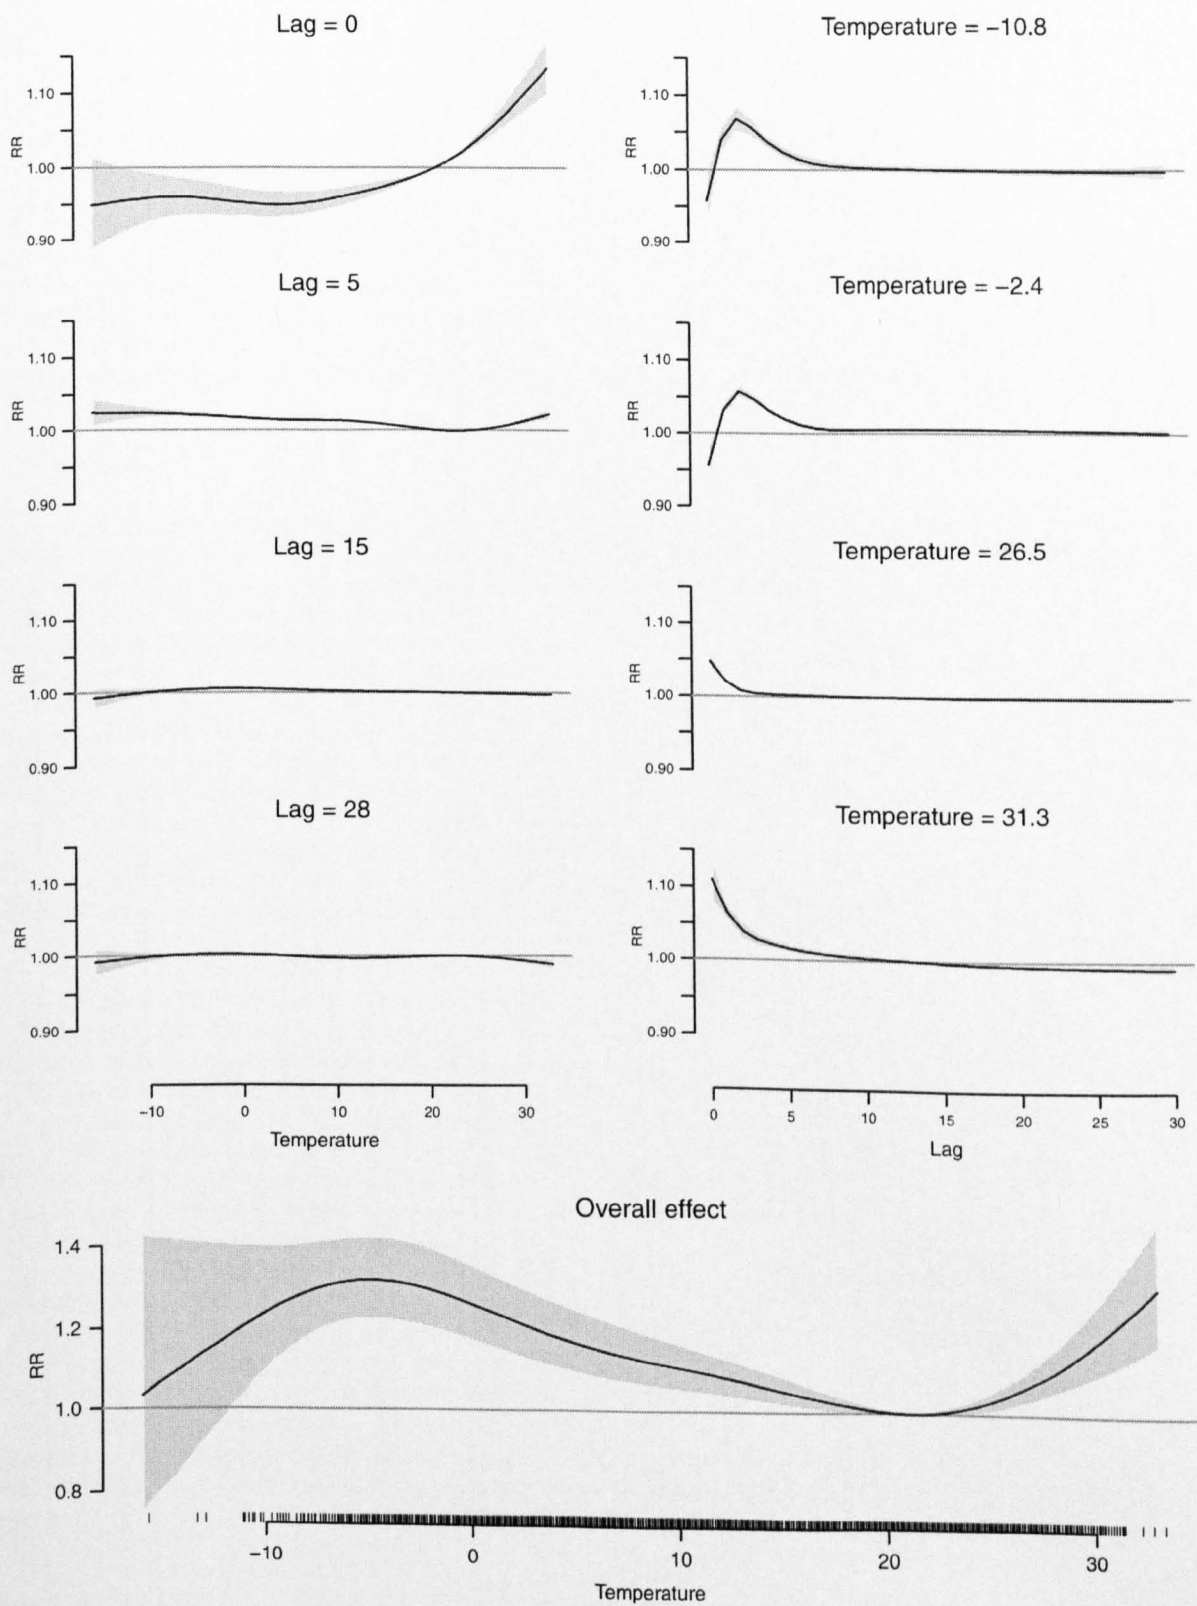 Lag = 0
1.10
1.00
0.90
RR
Temperature = −10.8
1.10
1.00
0.90
RR
Lag = 5
1.10
1.00
0.90
RR
Temperature = −2.4
1.10
1.00
0.90
RR
Lag = 15
1.10
1.00
0.90
RR
Temperature = 26.5
1.10
1.00
0.90
RR
Lag = 28
1.10
1.00
0.90
RR
Temperature = 31.3
1.10
1.00
0.90
RR
−10 0 10 20 30
Temperature
0 5 10 15 20 25 30
Lag
Overall effect
1.4
1.2
1.0
0.8
RR
−10 0 10 20 30
Temperature